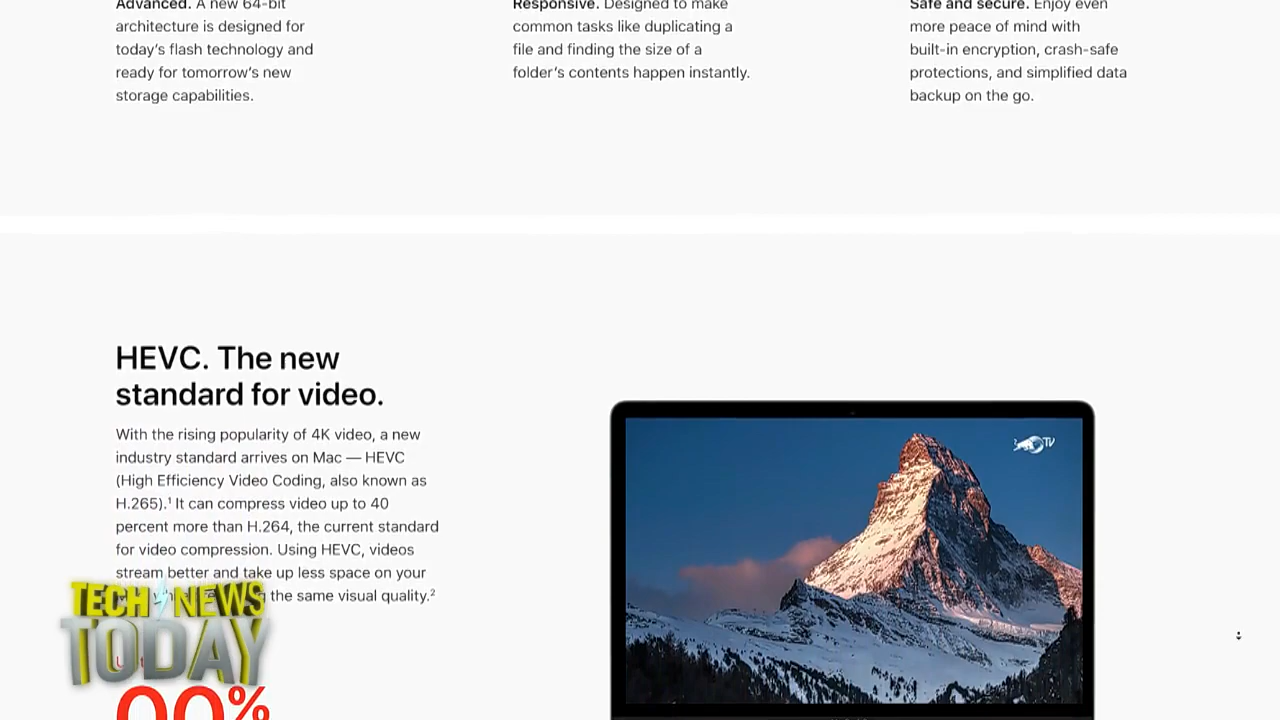 Advanced. A new 64-bit
architecture is designed for
today's flash technology and
ready for tomorrow's new
storage capabilities.
Responsive. Designed to make
common tasks like duplicating a
file and finding the size of a
folder's contents happen instantly.
Safe and secure. Enjoy even
more peace of mind with
built-in encryption, crash-safe
protections, and simplified data
backup on the go.
HEVC. The new
standard for video.
With the rising popularity of 4K video, a new
industry standard arrives on Mac — HEVC
(High Efficiency Video Coding, also known as
H.265).¹ It can compress video up to 40
percent more than H.264, the current standard
for video compression. Using HEVC, videos
stream better and take up less space on your
the same visual quality.²
TECH NEWS
TODAY
%
TV